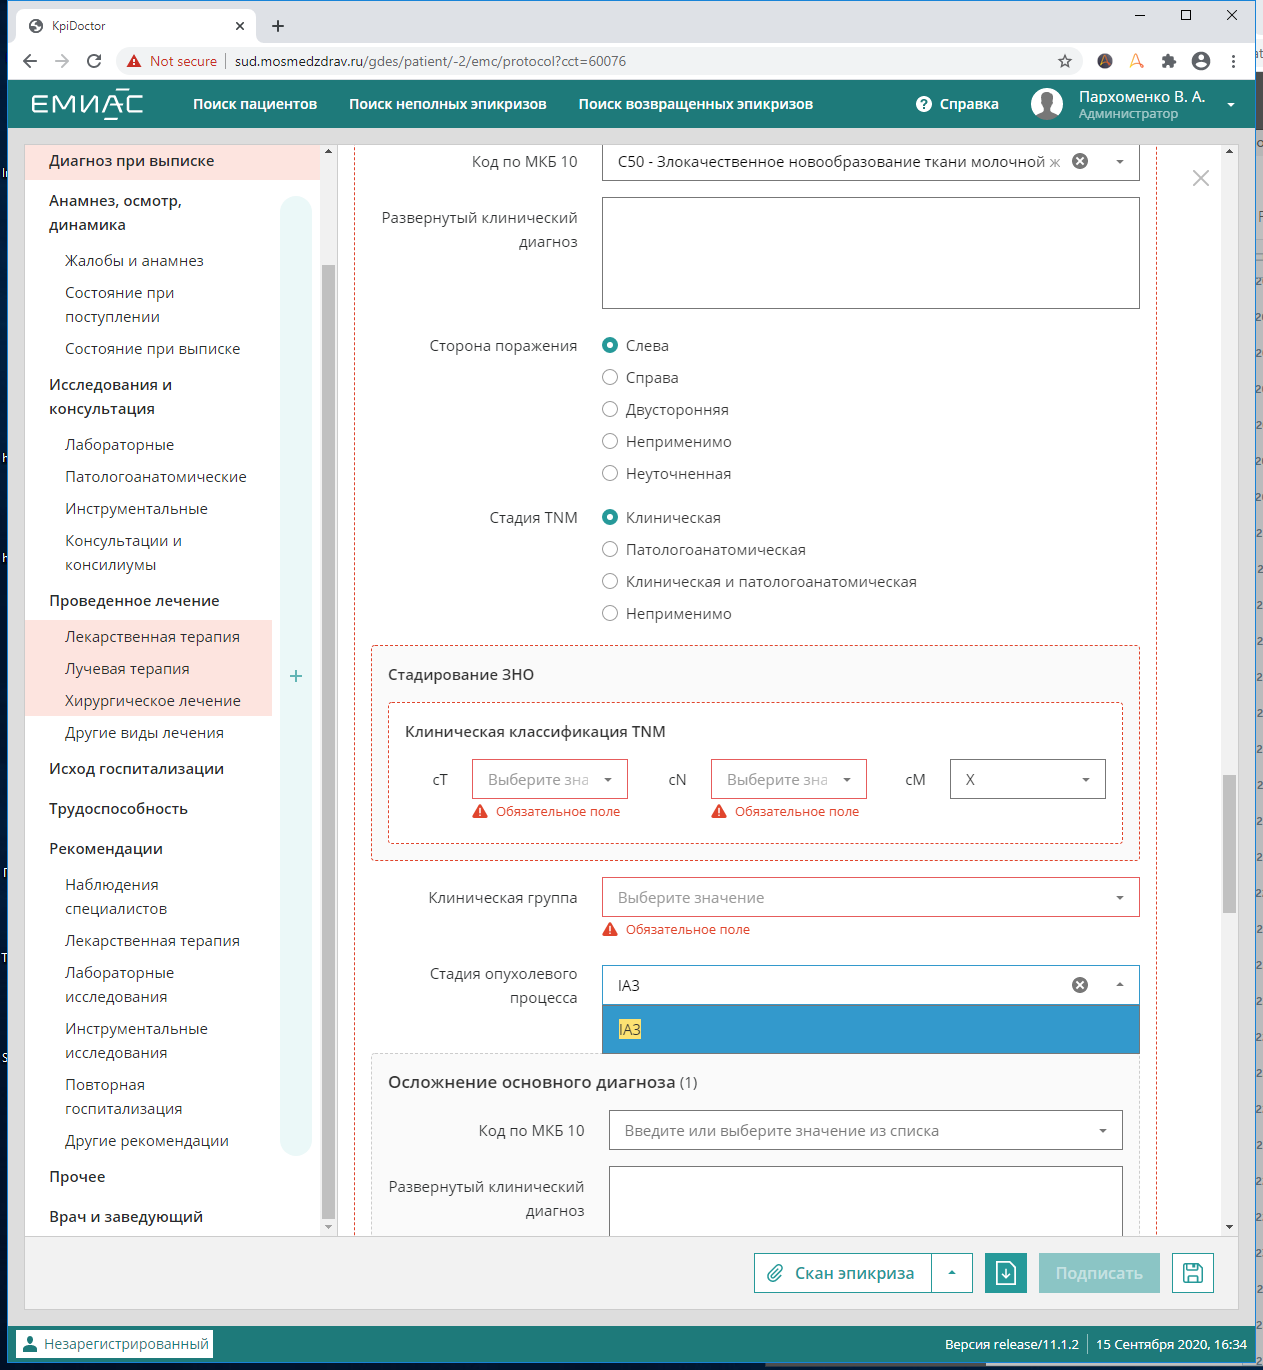 KpiDoctor
Not secure
sud.mosmedzdrav.ru/gdes/patient/-2/emc/protocol?cct=60076
ЕМИАС
Поиск пациентов
Поиск неполных эпикризов
Поиск возвращенных эпикризов
Справка
Пархоменко В. А.
Администратор
Диагноз при выписке
Анамнез, осмотр,
динамика
Жалобы и анамнез
Состояние при
поступлении
Состояние при выписке
Исследования и
консультация
Лабораторные
Патологоанатомические
Инструментальные
Консультации и
консилиумы
Проведенное лечение
Лекарственная терапия
Лучевая терапия
Хирургическое лечение
Другие виды лечения
Исход госпитализации
Трудоспособность
Рекомендации
Наблюдения
специалистов
Лекарственная терапия
Лабораторные
исследования
Инструментальные
исследования
Повторная
госпитализация
Другие рекомендации
Прочее
Врач и заведующий
Код по МКБ 10
C50 - Злокачественное новообразование ткани молочной ж
Развернутый клинический
диагноз
Сторона поражения
Слева
Справа
Двусторонняя
Неприменимо
Неуточненная
Стадия TNM
Клиническая
Патологоанатомическая
Клиническая и патологоанатомическая
Неприменимо
Стадирование ЗНО
Клиническая классификация TNM
cT
Выберите зна
cN
Выберите зна
cM
X
Обязательное поле
Обязательное поле
Клиническая группа
Выберите значение
Обязательное поле
Стадия опухолевого
процесса
IA3
IA3
Осложнение основного диагноза (1)
Код по МКБ 10
Введите или выберите значение из списка
Развернутый клинический
диагноз
Скан эпикриза
Подписать
Незарегистрированный
Версия release/11.1.2
15 Сентября 2020, 16:34